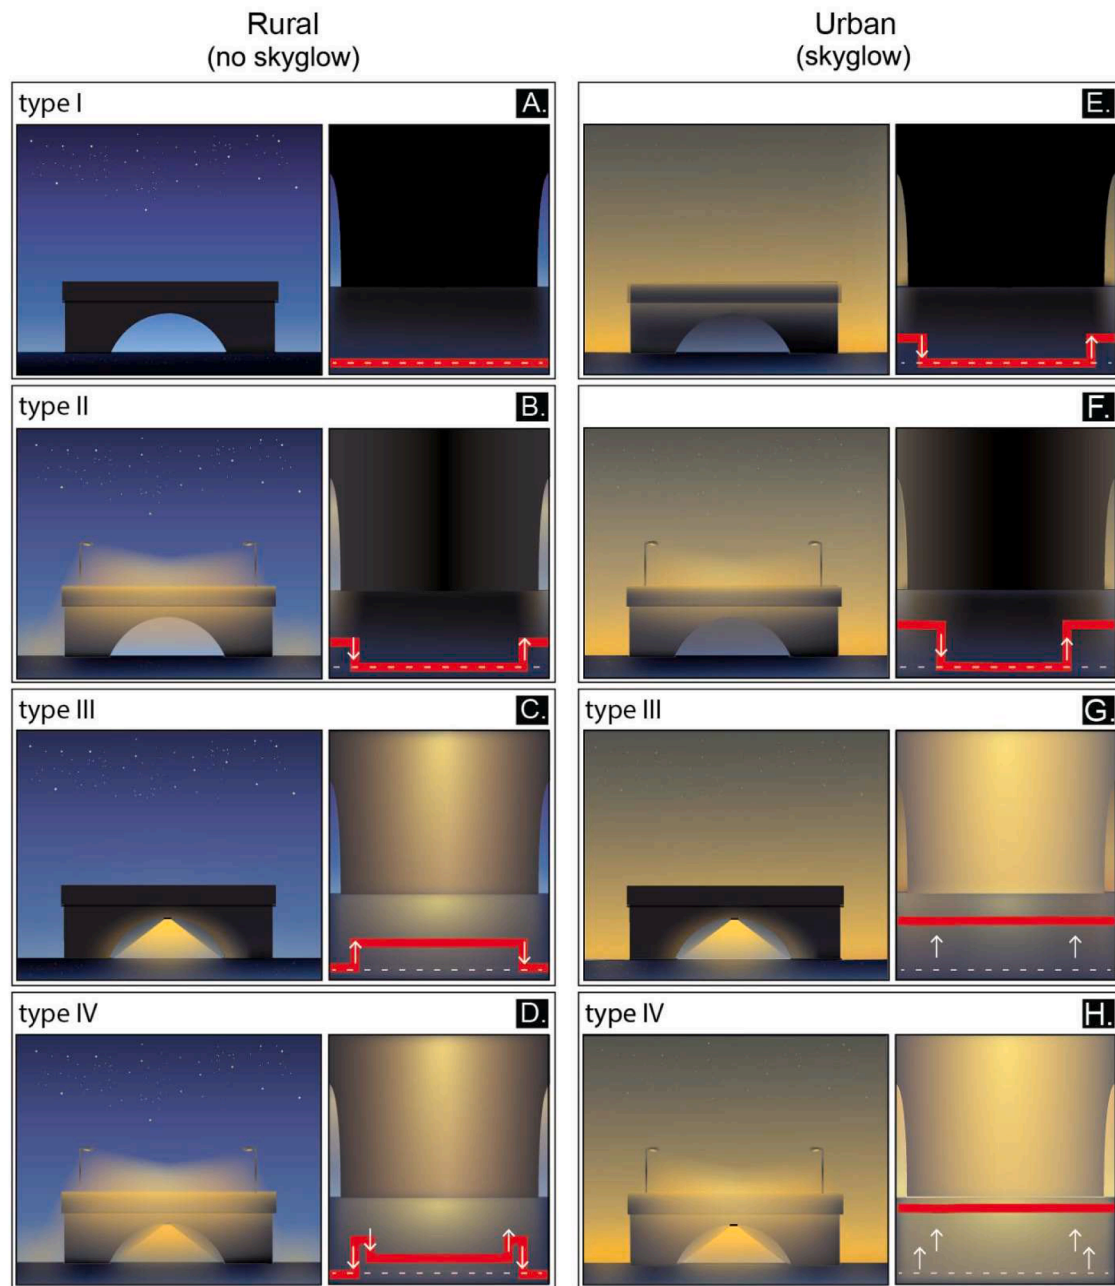 Rural
(no skyglow)
Urban
(skyglow)
type I
A.
E.
type II
B.
F.
type III
C.
type III
G.
type IV
D.
type IV
H.